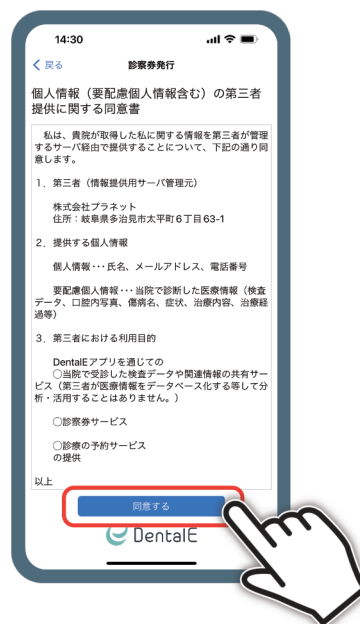 14:30
戻る 診察券発行
個人情報（要配慮個人情報含む）の第三者
提供に関する同意書
私は、貴院が取得した私に関する情報を第三者が管理
するサーバ経由で提供することについて、下記の通り同
意します。
1．第三者（情報提供用サーバ管理元）
株式会社プラネット
住所：岐阜県多治見市太平町6丁目63-1
2．提供する個人情報
個人情報･･･氏名、メールアドレス、電話番号
要配慮個人情報･･･当院で診断した医療情報（検査
データ、口腔内写真、傷病名、症状、治療内容、治療経
過等）
3．第三者における利用目的
DentalEアプリを通じての
○当院で受診した検査データや関連情報の共有サー
ビス（第三者が医療情報をデータベース化する等して分
析・活用することはありません。）
○診察券サービス
○診療の予約サービス
の提供
以上
同意する
DentalE